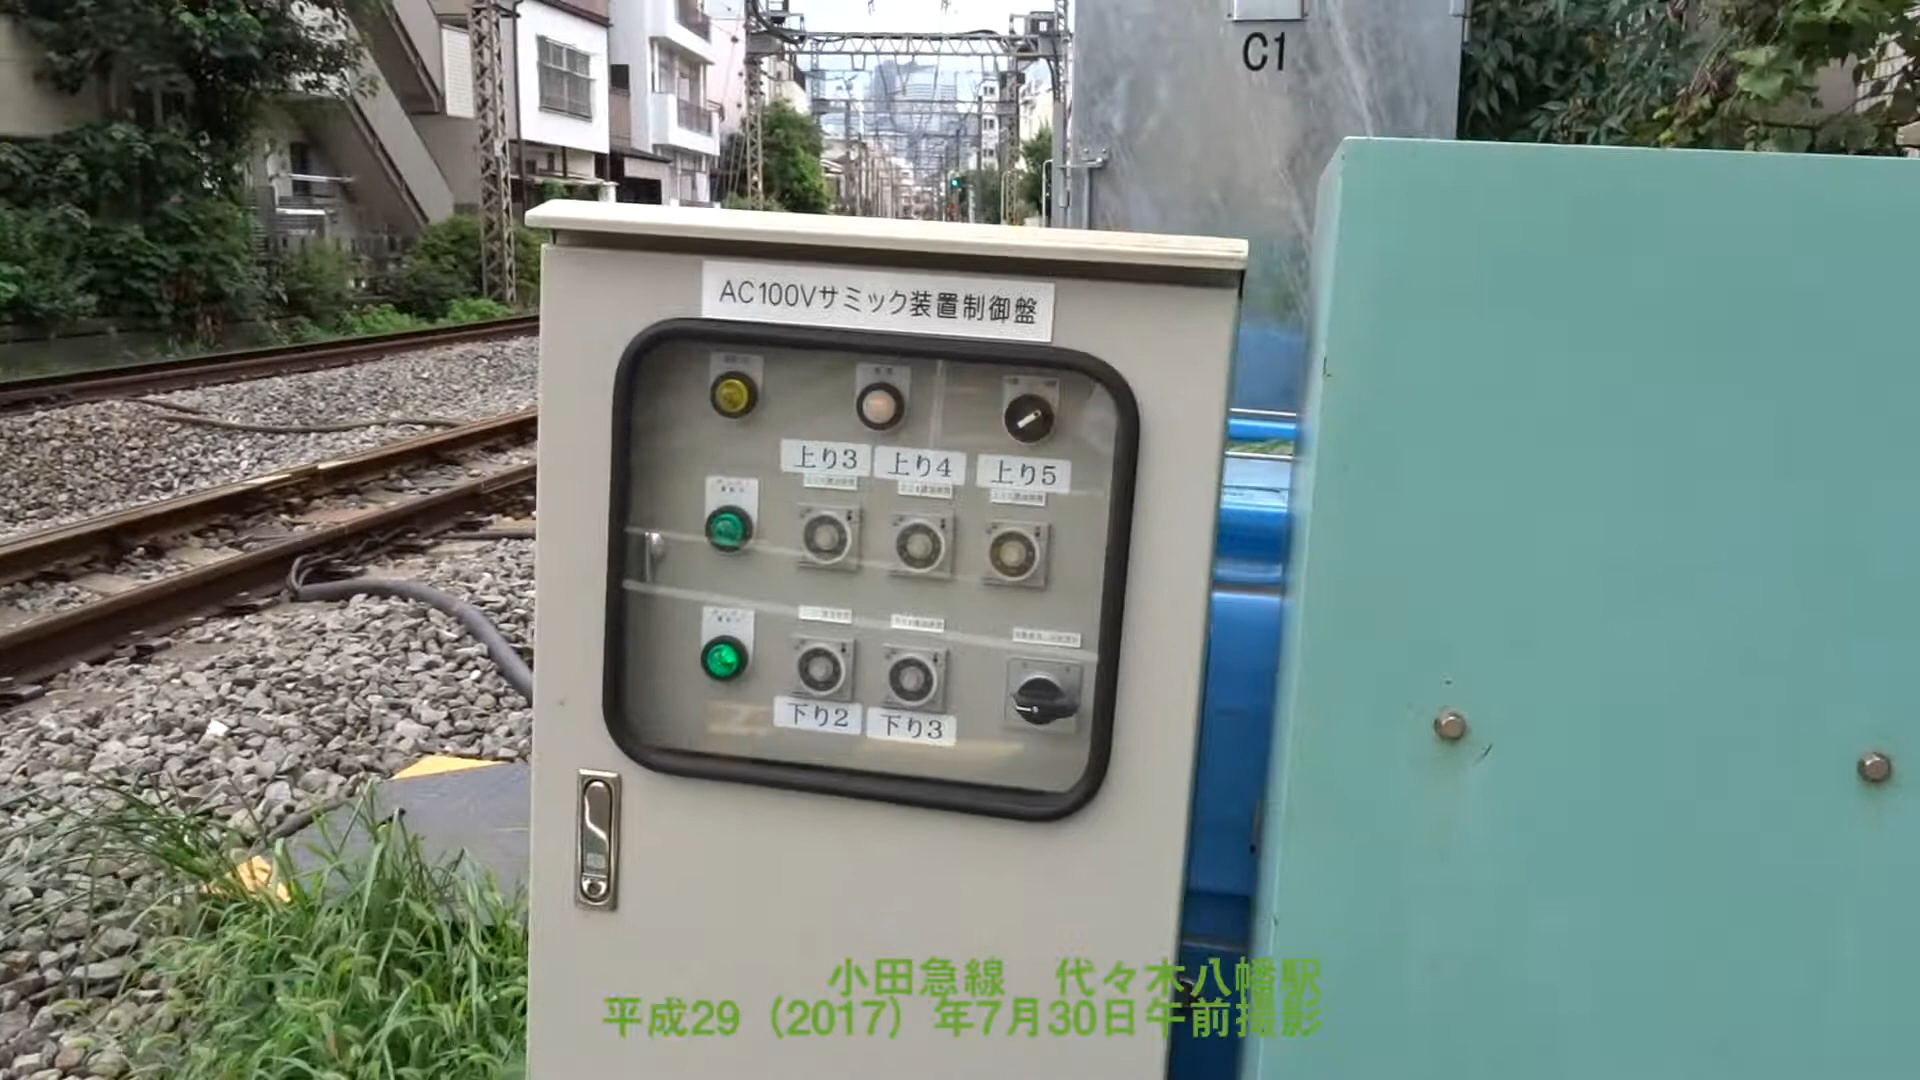 C1
AC100Vサミック装置制御盤
上り3
上り4
上り5
下り2
下り3
小田急線　代々木八幡駅
平成29（2017）年7月30日午前撮影